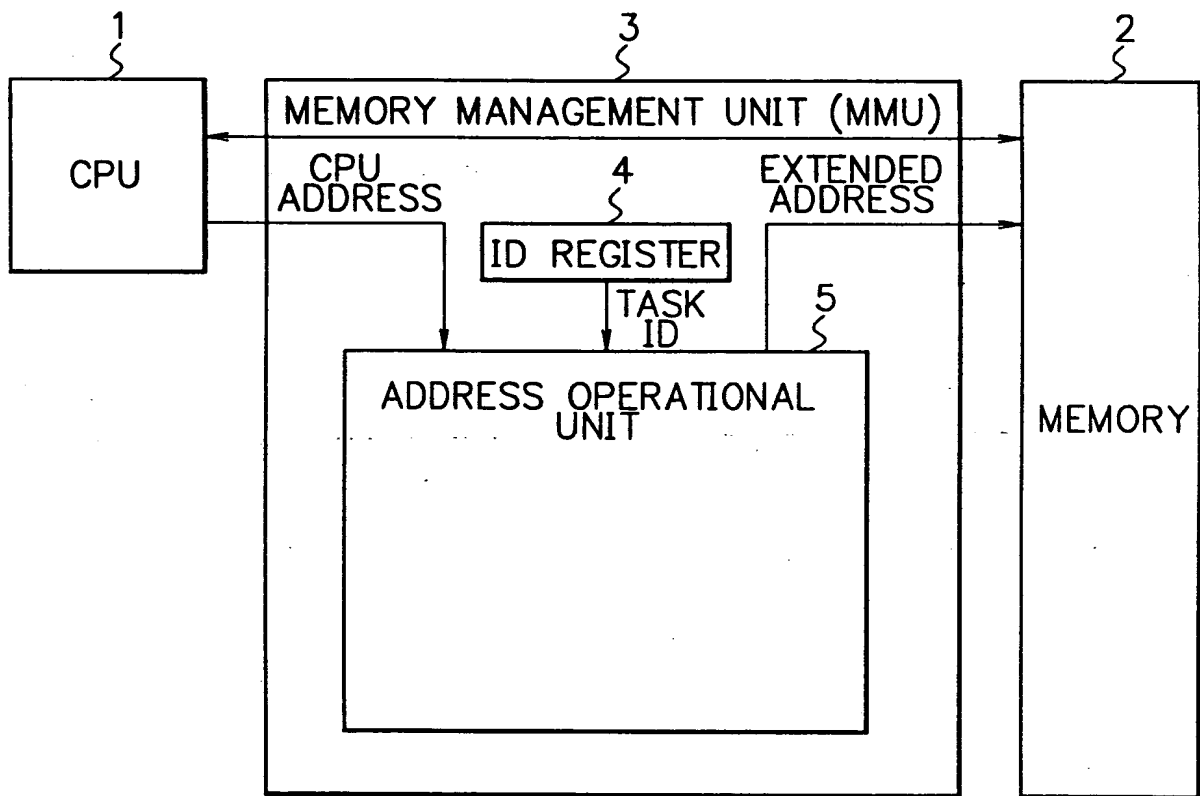 1
3
2
MEMORY MANAGEMENT UNIT (MMU)
CPU
CPU
ADDRESS
4
EXTENDED
ADDRESS
ID REGISTER
TASK
ID
5
ADDRESS OPERATIONAL
UNIT
MEMORY